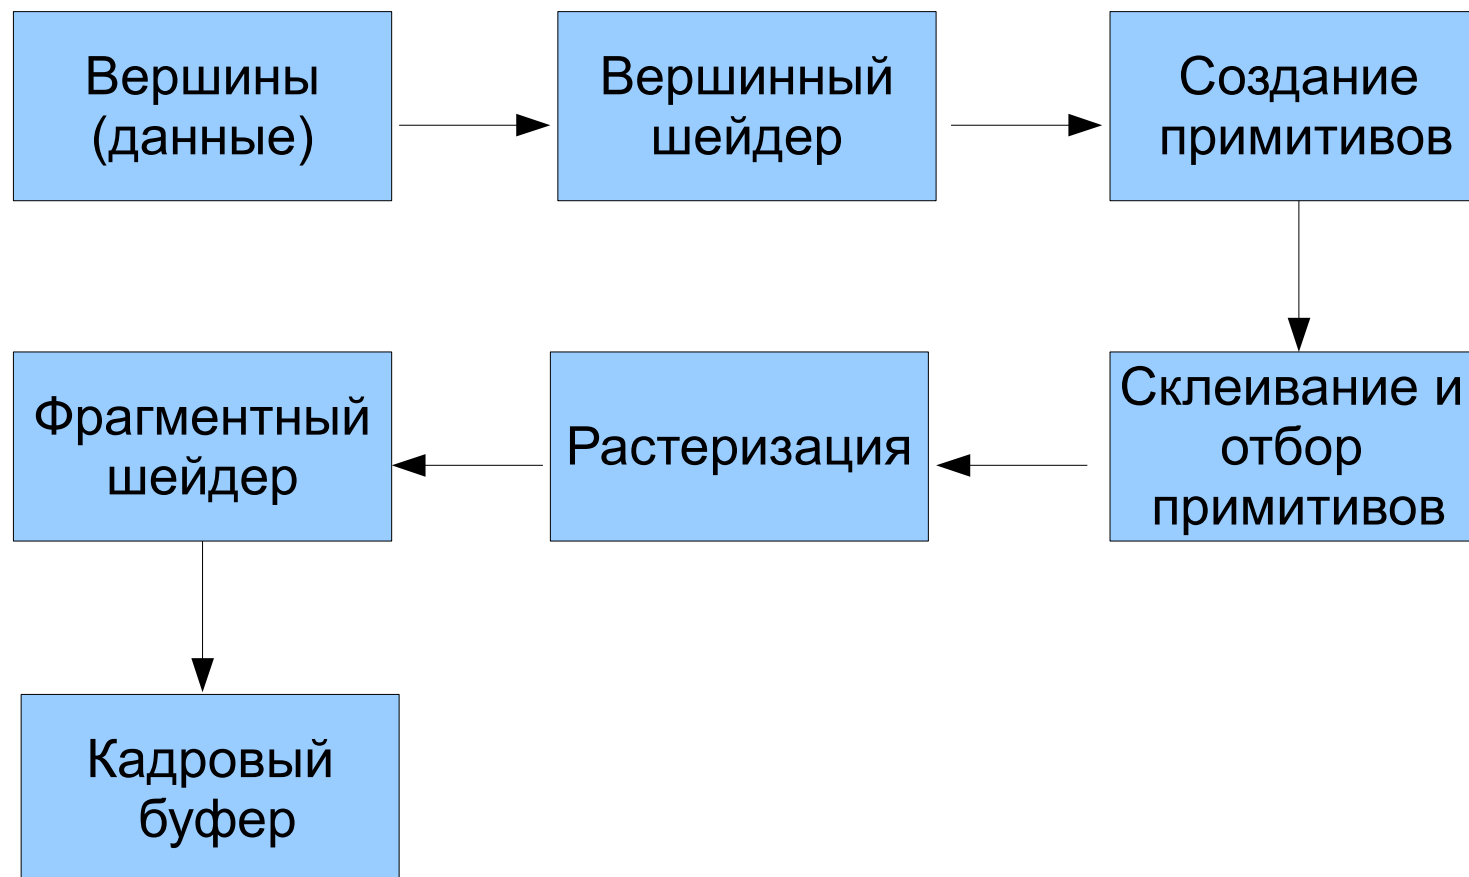 Вершины
(данные)
Вершинный
шейдер
Создание
примитивов
Склеивание и
отбор
примитивов
Растеризация
Фрагментный
шейдер
Кадровый
буфер